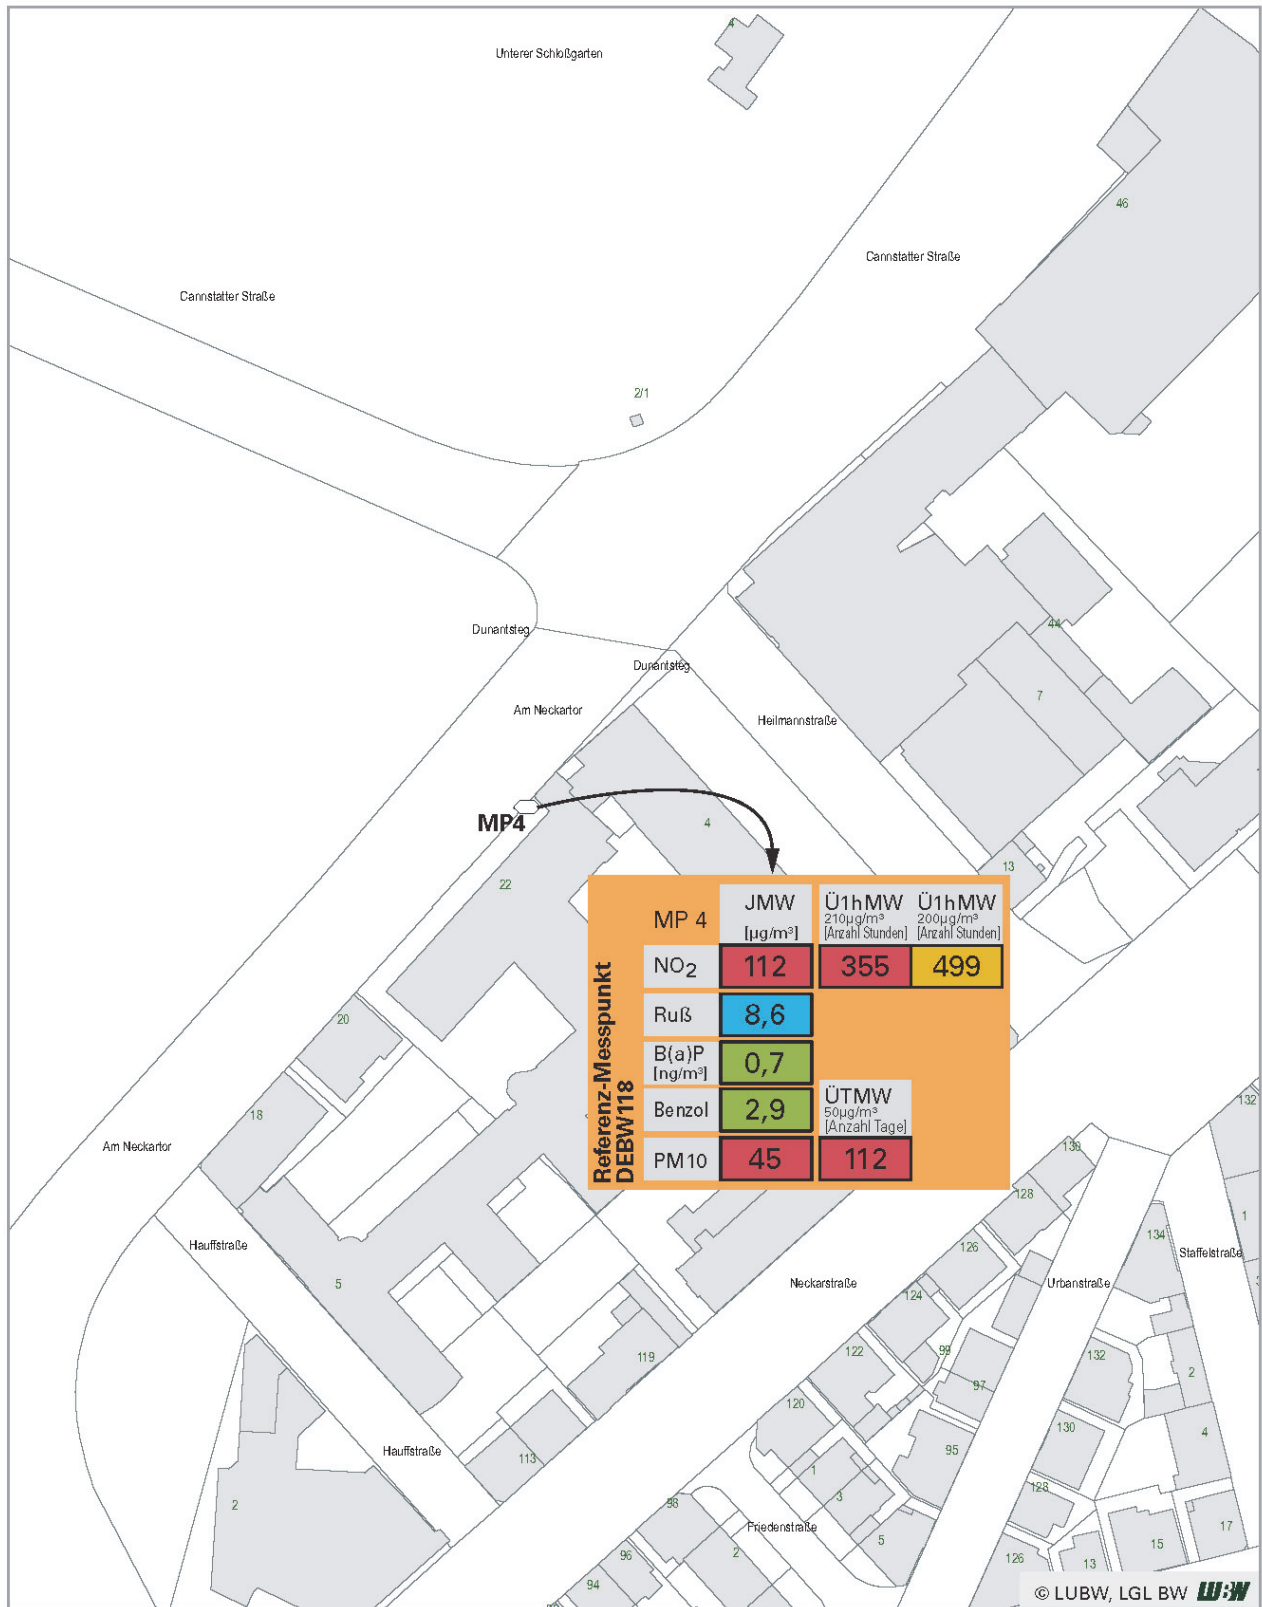 4
Unterer Schloßgarten
46
Cannstatter Straße
Cannstatter Straße
2/1
Dunantsteg
44
Dunantsteg
7
Am Neckartor
Heilmannstraße
MP4
4
13
22
Referenz-Messpunkt
DEBW118
MP 4
JMW
[µg/m³]
Ü1hMW
210µg/m³
[Anzahl Stunden]
Ü1hMW
200µg/m³
[Anzahl Stunden]
NO₂
112
355
499
Ruß
8,6
B(a)P
[ng/m³]
0,7
Benzol
2,9
ÜTMW
50µg/m³
[Anzahl Tage]
PM10
45
112
20
18
Am Neckartor
132
130
128
1
134
Staffelstraße
Hauffstraße
126
5
Neckarstraße
Urbanstraße
124
119
122
99
132
97
2
120
130
4
95
Hauffstraße
113
1
3
128
2
98
Friedenstraße
5
17
15
96
2
126
13
94
© LUBW, LGL BW LUBW